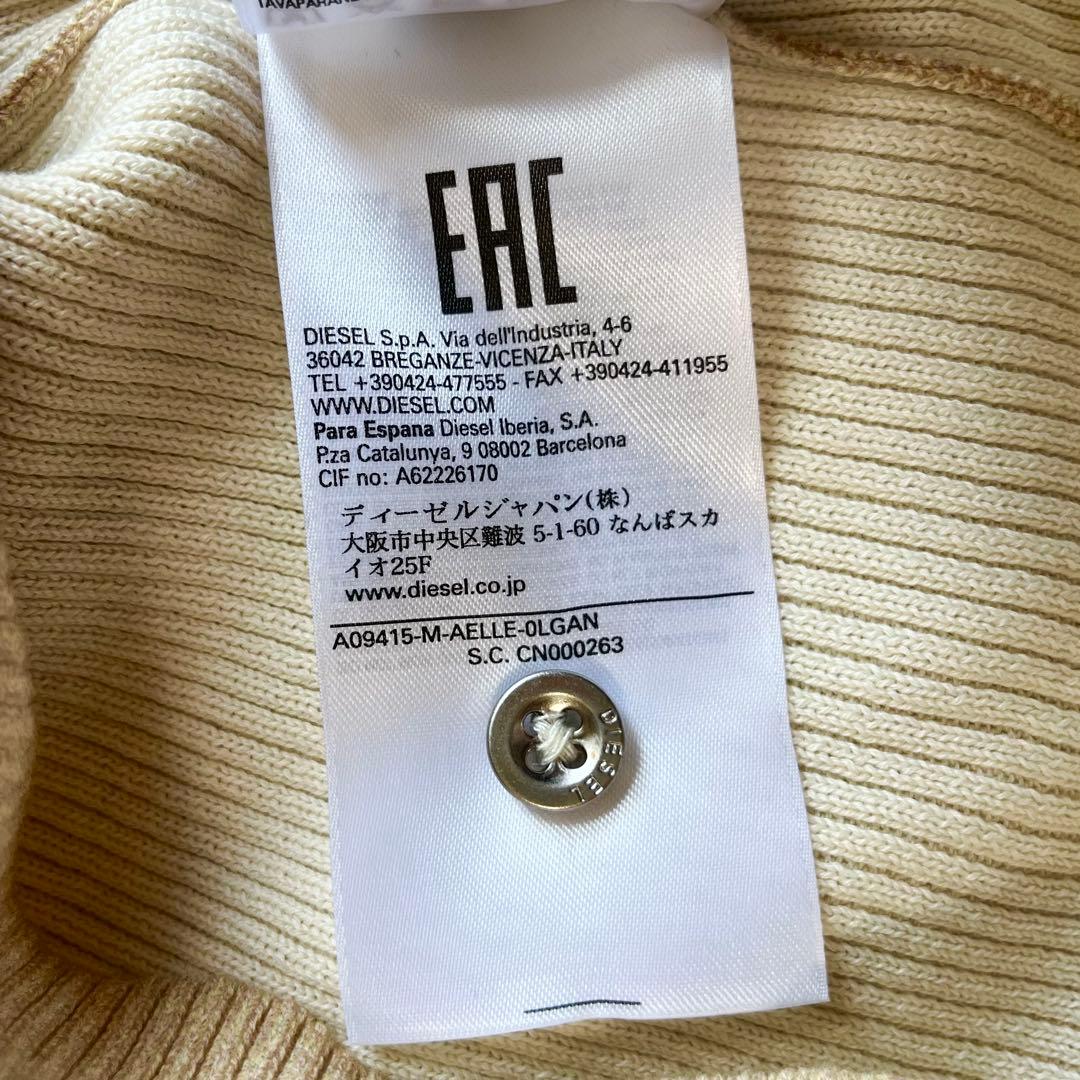 EAC
DIESEL S.p.A. Via dell'Industria, 4-6
36042 BREGANZE-VICENZA-ITALY
TEL +390424-477555 - FAX +390424-411955
WWW.DIESEL.COM
Para Espana Diesel Iberia, S.A.
P.za Catalunya, 9 08002 Barcelona
CIF no: A62226170
ディーゼルジャパン(株)
大阪市中央区難波 5-1-60 なんばスカ
イオ25F
www.diesel.co.jp
A09415-M-AELLE-0LGAN
S.C. CN000263
DIESEL